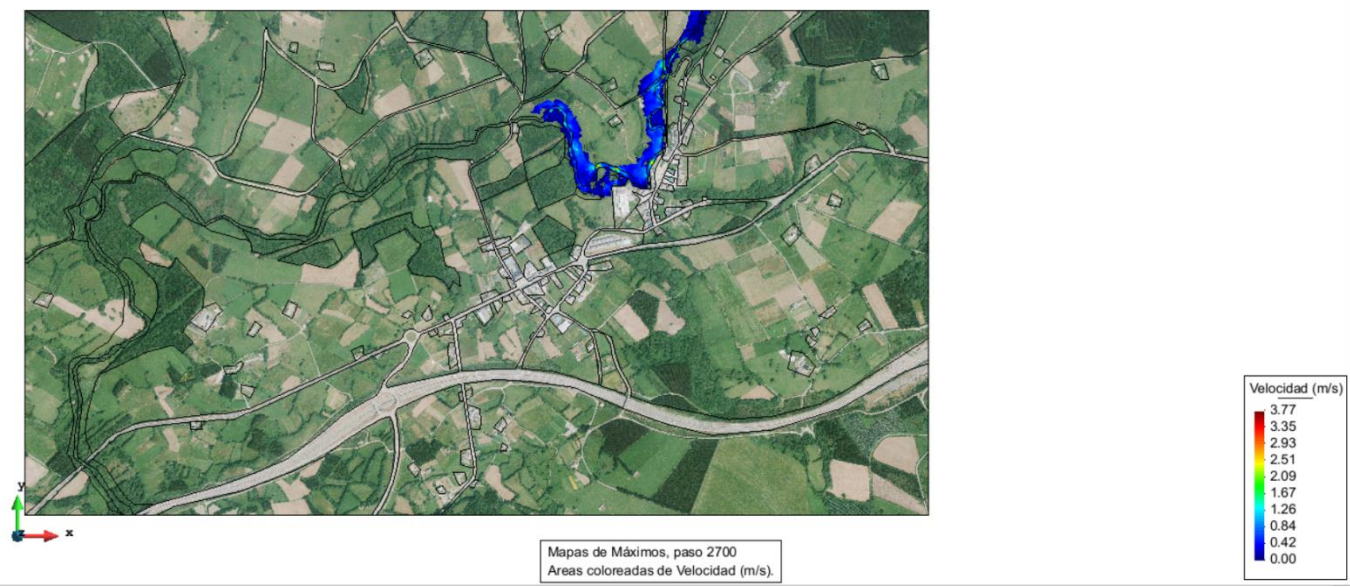 y
x
Velocidad (m/s)
3.77
3.35
2.93
2.51
2.09
1.67
1.26
0.84
0.42
0.00
Mapas de Máximos, paso 2700
Areas coloreadas de Velocidad (m/s).